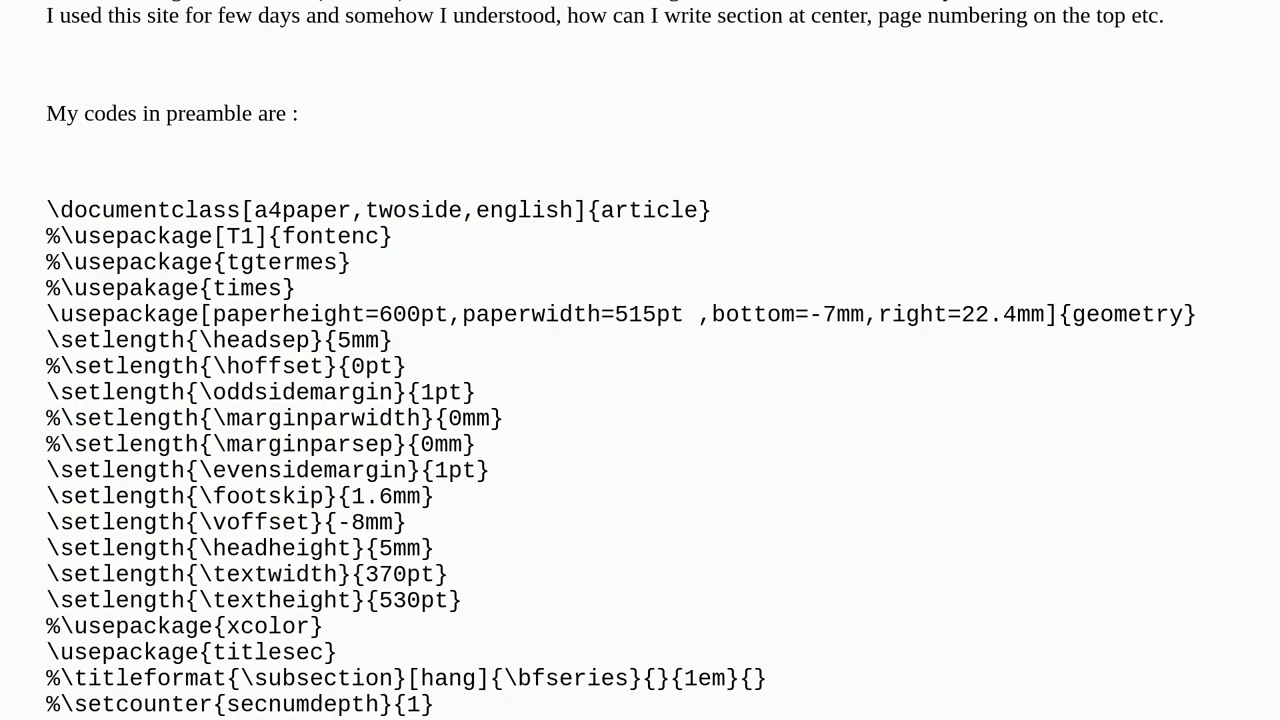 I used this site for few days and somehow I understood, how can I write section at center, page numbering on the top etc.
My codes in preamble are :
\documentclass[a4paper,twoside,english]{article}
%\usepackage[T1]{fontenc}
%\usepackage{tgtermes}
%\usepakage{times}
\usepackage[paperheight=600pt,paperwidth=515pt ,bottom=-7mm,right=22.4mm]{geometry}
\setlength{\headsep}{5mm}
%\setlength{\hoffset}{0pt}
\setlength{\oddsidemargin}{1pt}
%\setlength{\marginparwidth}{0mm}
%\setlength{\marginparsep}{0mm}
\setlength{\evensidemargin}{1pt}
\setlength{\footskip}{1.6mm}
\setlength{\voffset}{-8mm}
\setlength{\headheight}{5mm}
\setlength{\textwidth}{370pt}
\setlength{\textheight}{530pt}
%\usepackage{xcolor}
\usepackage{titlesec}
%\titleformat{\subsection}[hang]{\bfseries}{}{1em}{}
%\setcounter{secnumdepth}{1}